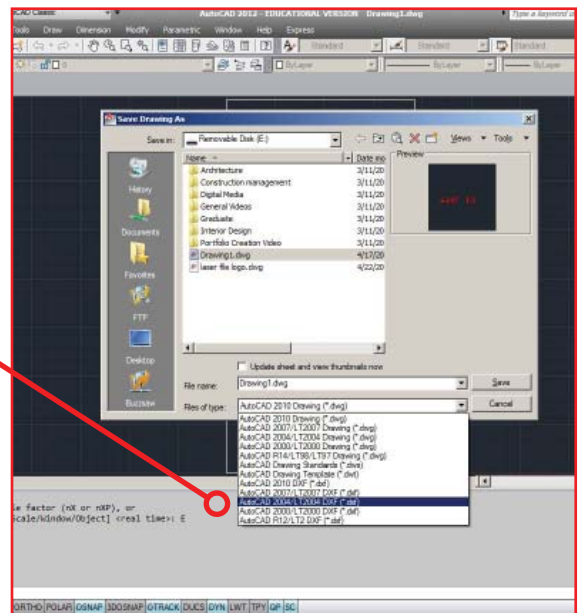 CAD Classic
AutoCAD 2012 - EDUCATIONAL VERSION Drawing1.dwg
Type a keyword
Tools Draw Dimension Modify Parametric Window Help Express
Standard Standard Standard
0 ByLayer ByLayer ByLayer
Save Drawing As
Save in: Removable Disk (E:) Views Tools
Name Date mo Preview
Architecture 3/11/20
Construction management 3/11/20
Digital Media 3/11/20
General Videos 3/11/20
Graduate 3/11/20
Interior Design 3/11/20
Portfolio Creation Video 3/11/20
Drawing1.dwg 4/17/20
laser file logo.dwg 4/22/20
History
Documents
Favorites
FTP
Desktop
Buzzsaw
Update sheet and view thumbnails now
File name: Drawing1.dwg Save
Files of type: AutoCAD 2010 Drawing (*.dwg) Cancel
AutoCAD 2010 Drawing (*.dwg)
AutoCAD 2007/LT2007 Drawing (*.dwg)
AutoCAD 2004/LT2004 Drawing (*.dwg)
AutoCAD 2000/LT2000 Drawing (*.dwg)
AutoCAD R14/LT98/LT97 Drawing (*.dwg)
AutoCAD Drawing Standards (*.dws)
AutoCAD Drawing Template (*.dwt)
AutoCAD 2010 DXF (*.dxf)
AutoCAD 2007/LT2007 DXF (*.dxf)
AutoCAD 2004/LT2004 DXF (*.dxf)
AutoCAD 2000/LT2000 DXF (*.dxf)
AutoCAD R12/LT2 DXF (*.dxf)
e factor (nX or nXP), or
Scale/Window/Object] <real time>: E
ORTHO POLAR OSNAP 3DOSNAP OTRACK DUCS DYN LWT TPY QP SC